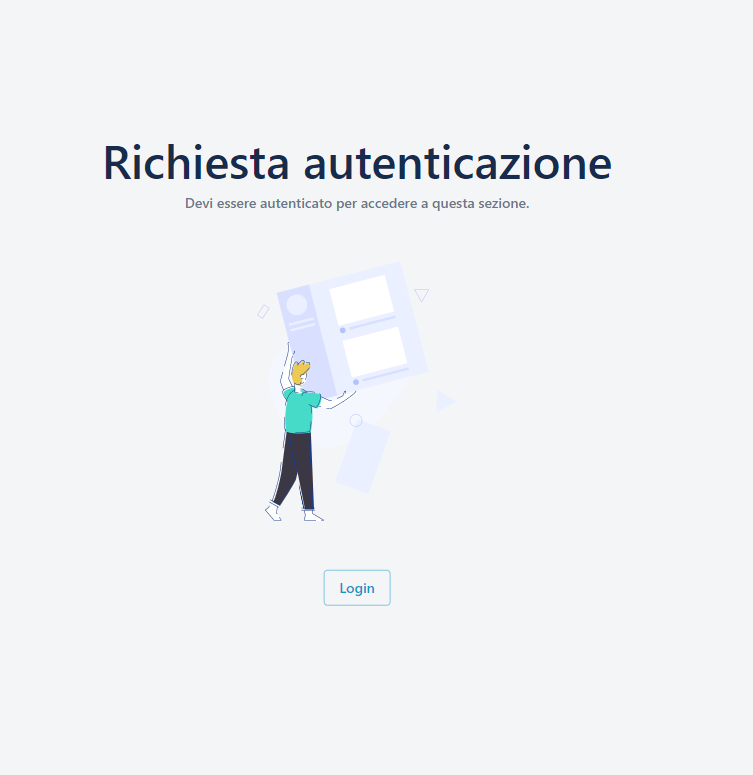 Richiesta autenticazione
Devi essere autenticato per accedere a questa sezione.
Login